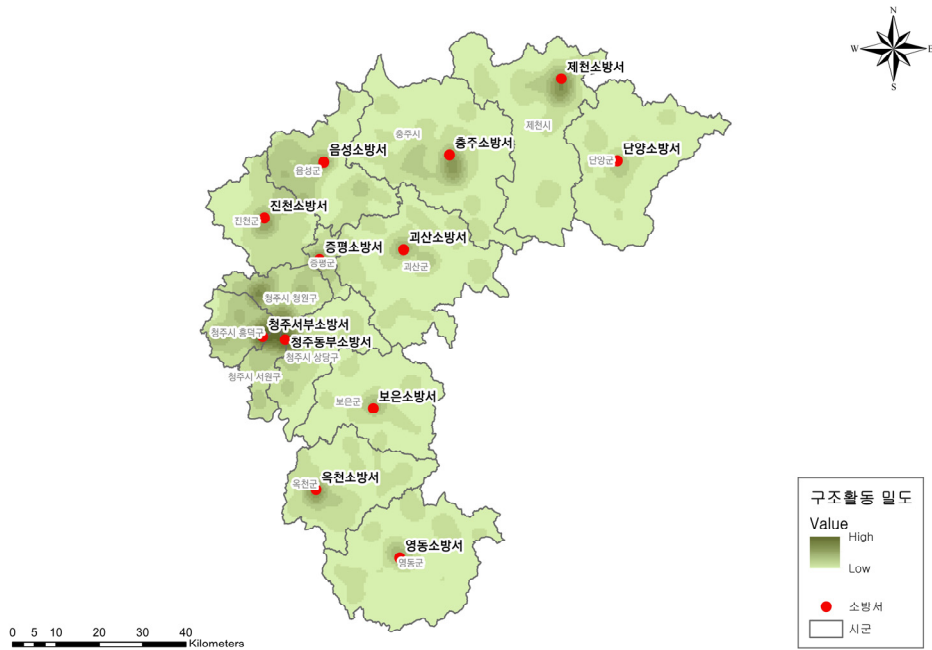 N
W
E
S
제천소방서
제천시
충주시
충주소방서
음성소방서
음성군
단양소방서
단양군
진천소방서
진천군
괴산소방서
괴산군
증평소방서
증평군
청주시 청원구
청주서부소방서
청주시 흥덕구
청주동부소방서
청주시 상당구
청주시 서원구
보은소방서
보은군
옥천소방서
옥천군
영동소방서
영동군
구조활동 밀도
Value
High
Low
소방서
시군
0 5 10 20 30 40
Kilometers